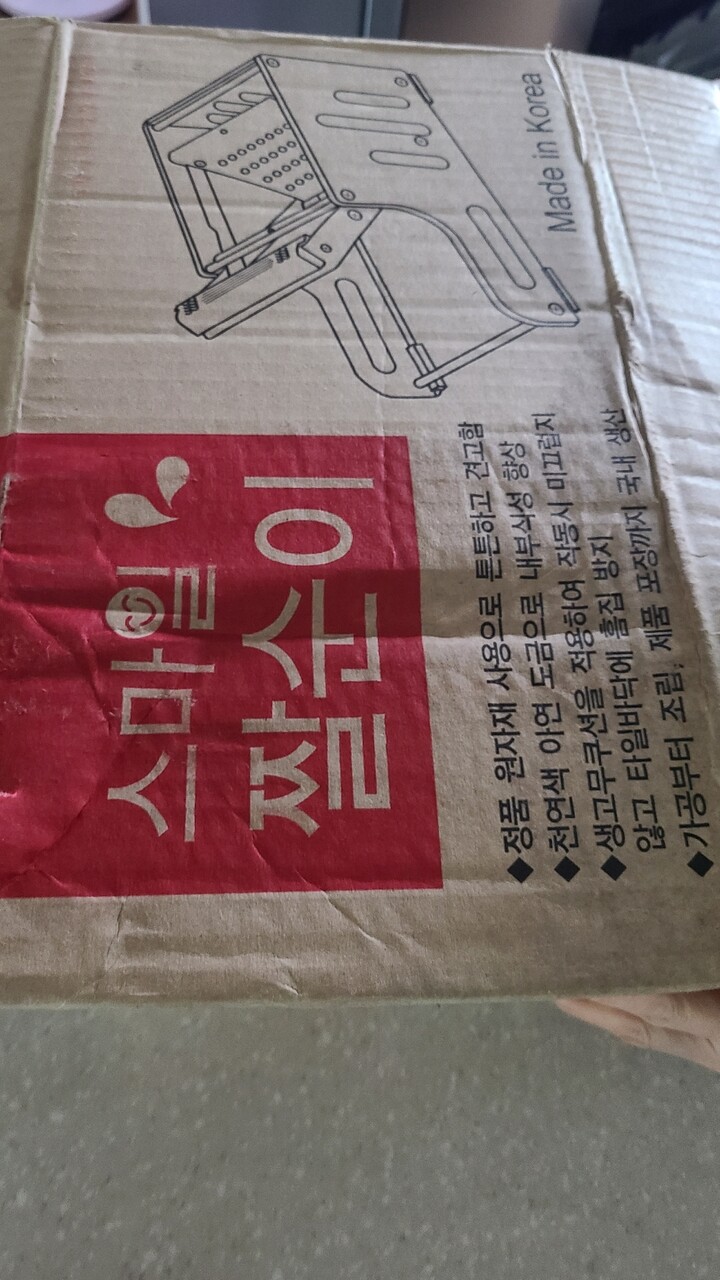 스마일
짤순이
Made in Korea
◆정품 원자재 사용으로 튼튼하고 견고함
◆천연색 아연 도금으로 내부식성 향상
◆생고무쿠션을 적용하여 작동시 미끄럽지
않고 타일바닥에 흠집 방지
◆가공부터 조립, 제품 포장까지 국내 생산